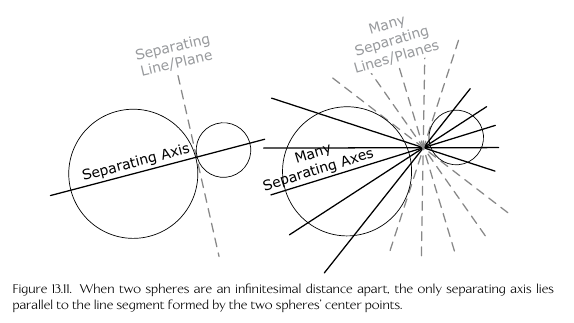 Separating
Line/Plane
Separating Axis
Many
Separating
Lines/Planes
Many
Separating Axes
Figure 13.11. When two spheres are an infinitesimal distance apart, the only separating axis lies
parallel to the line segment formed by the two spheres' center points.